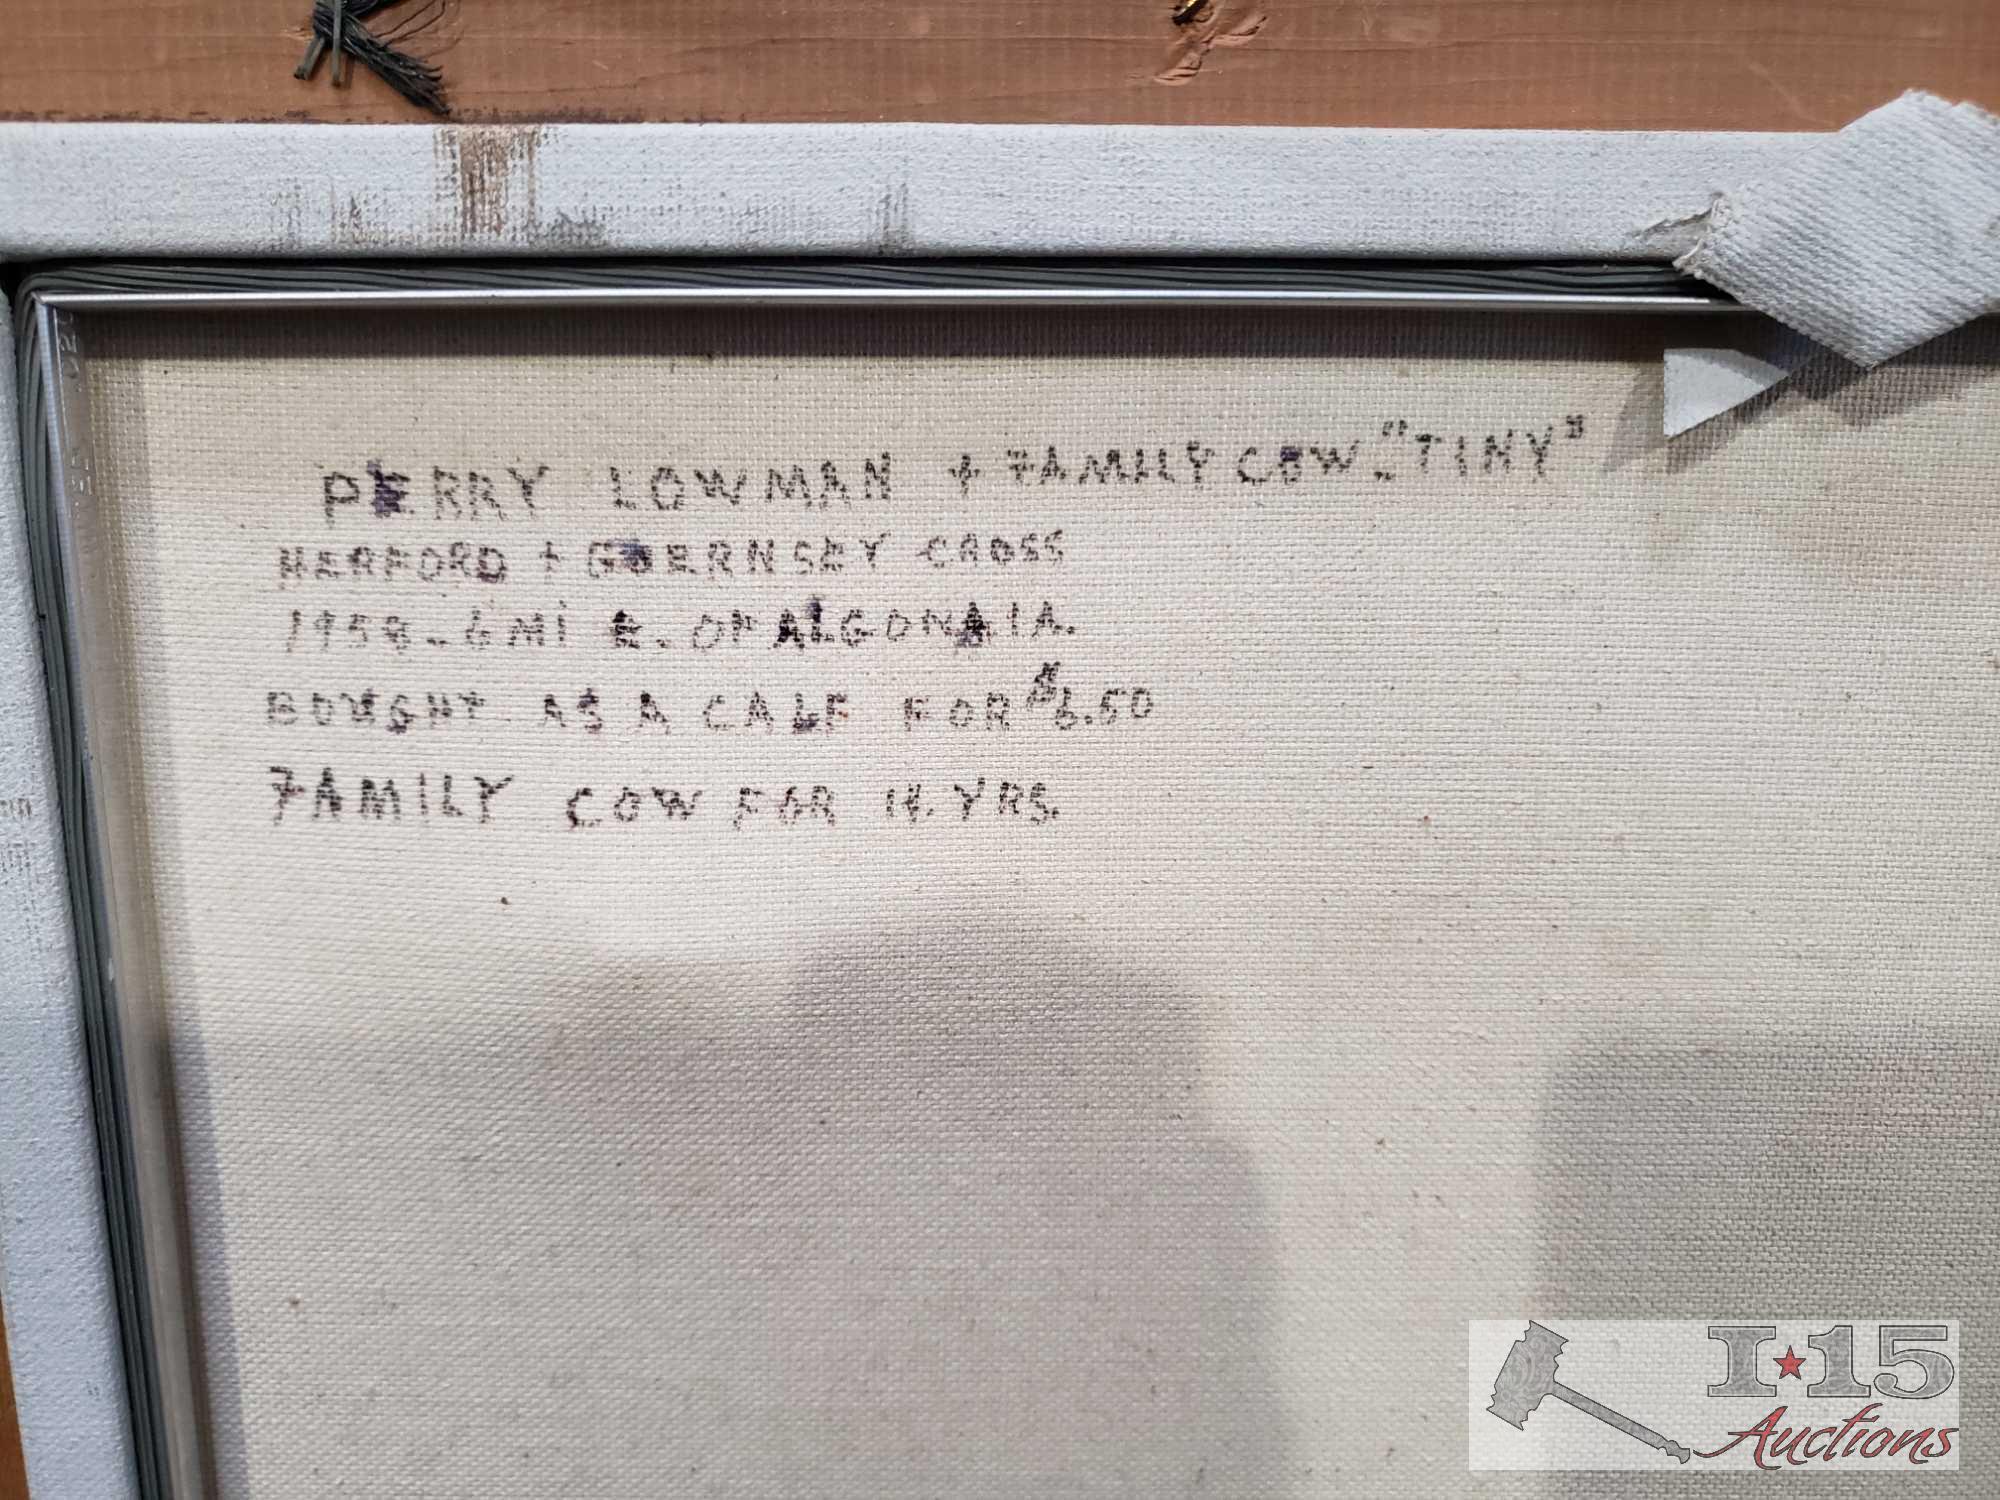 PERRY LOWMAN + FAMILY COW - "TINY"
HERFORD + GUERNSEY CROSS
1958 - 6 MI E. OF ALGONA, IA.
BOUGHT AS A CALF FOR $6.50
FAMILY COW FOR 14 YRS.
I★15
Auctions